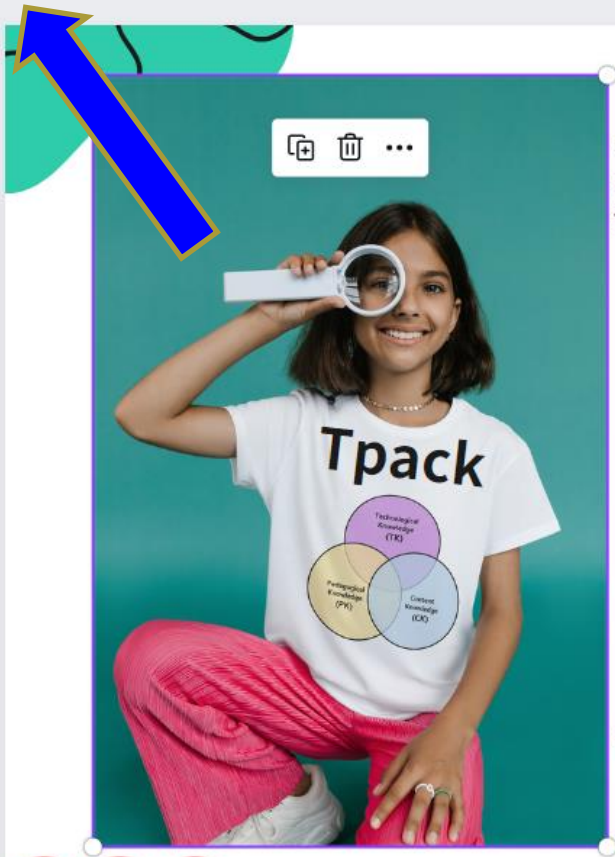 Tpack
Technological
Knowledge
(TK)
Pedagogical
Knowledge
(PK)
Content
Knowledge
(CK)